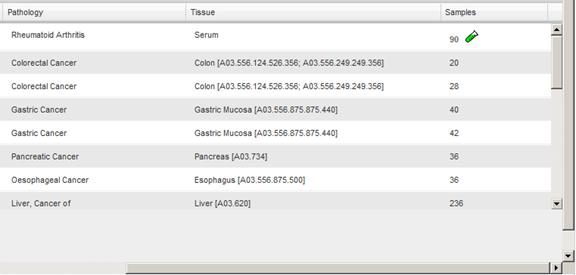 Pathology Tissue Samples
Rheumatoid Arthritis Serum 90
Colorectal Cancer Colon [A03.556.124.526.356; A03.556.249.249.356] 20
Colorectal Cancer Colon [A03.556.124.526.356; A03.556.249.249.356] 28
Gastric Cancer Gastric Mucosa [A03.556.875.875.440] 40
Gastric Cancer Gastric Mucosa [A03.556.875.875.440] 42
Pancreatic Cancer Pancreas [A03.734] 36
Oesophageal Cancer Esophagus [A03.556.875.500] 36
Liver, Cancer of Liver [A03.620] 236